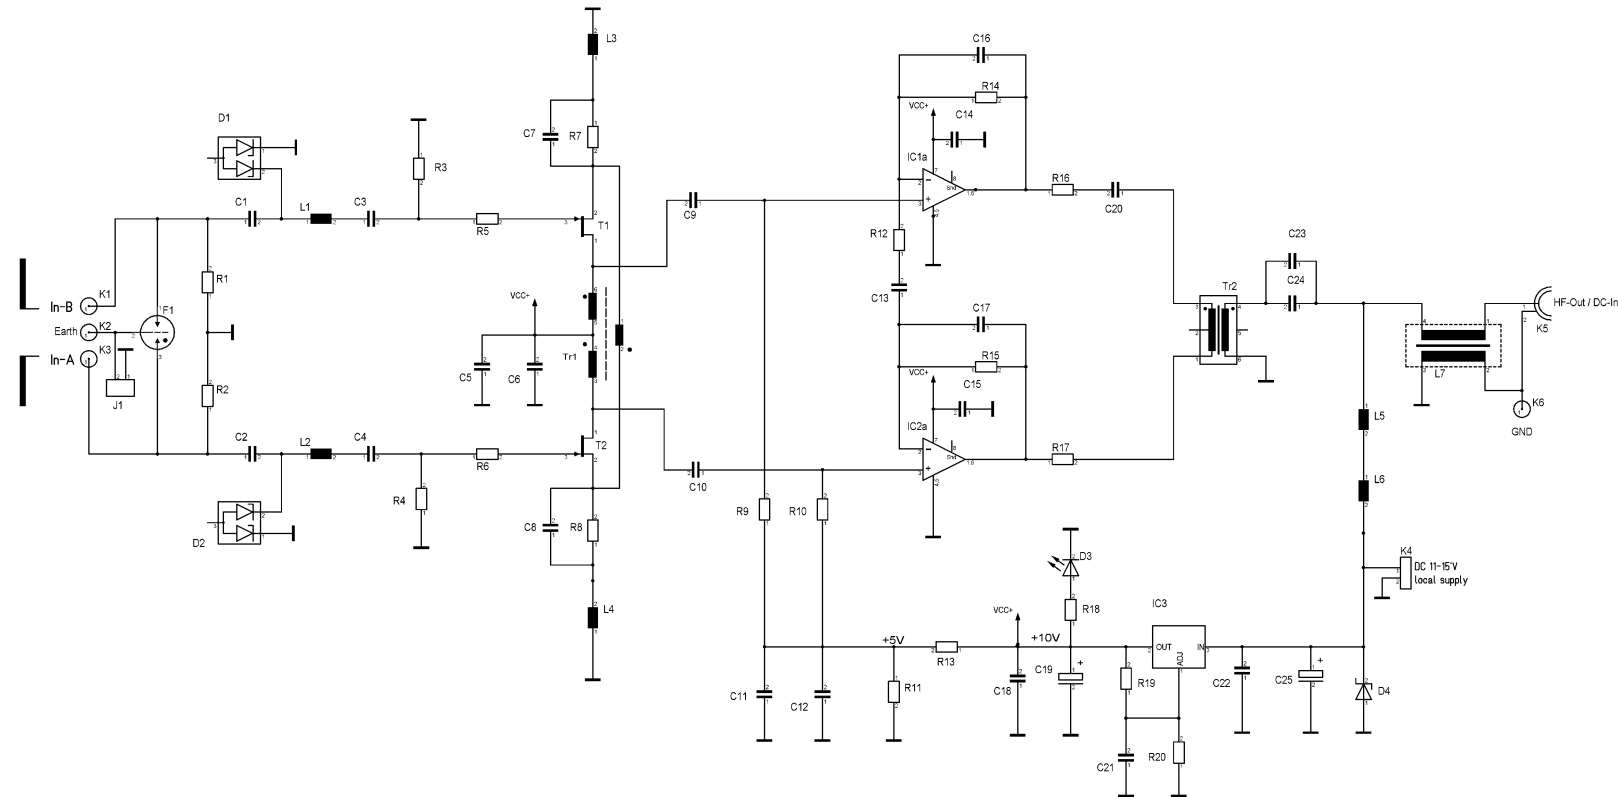 L3
C16
R14
VCC+
C14
D1
C7
R7
IC1a
Shd
R3
R16
C20
C1
L1
C3
R5
T1
C9
R12
C23
C24
Tr2
R1
K1
In-B
F1
K2
Earth
K3
In-A
J1
R2
VCC+
C5
C6
Tr1
C13
C17
R15
VCC+
C15
HF-Out / DC-In
K5
L7
K6
GND
L5
C2
L2
C4
R6
T2
IC2a
Shd
R17
C10
R4
D2
C8
R8
R9
R10
L6
K4
DC 11-15V
local supply
D3
R18
IC3
L4
VCC+
+5V
+10V
R13
OUT
IN
ADJ
C11
C12
R11
C18
C19
+
R19
C22
C25
+
D4
C21
R20